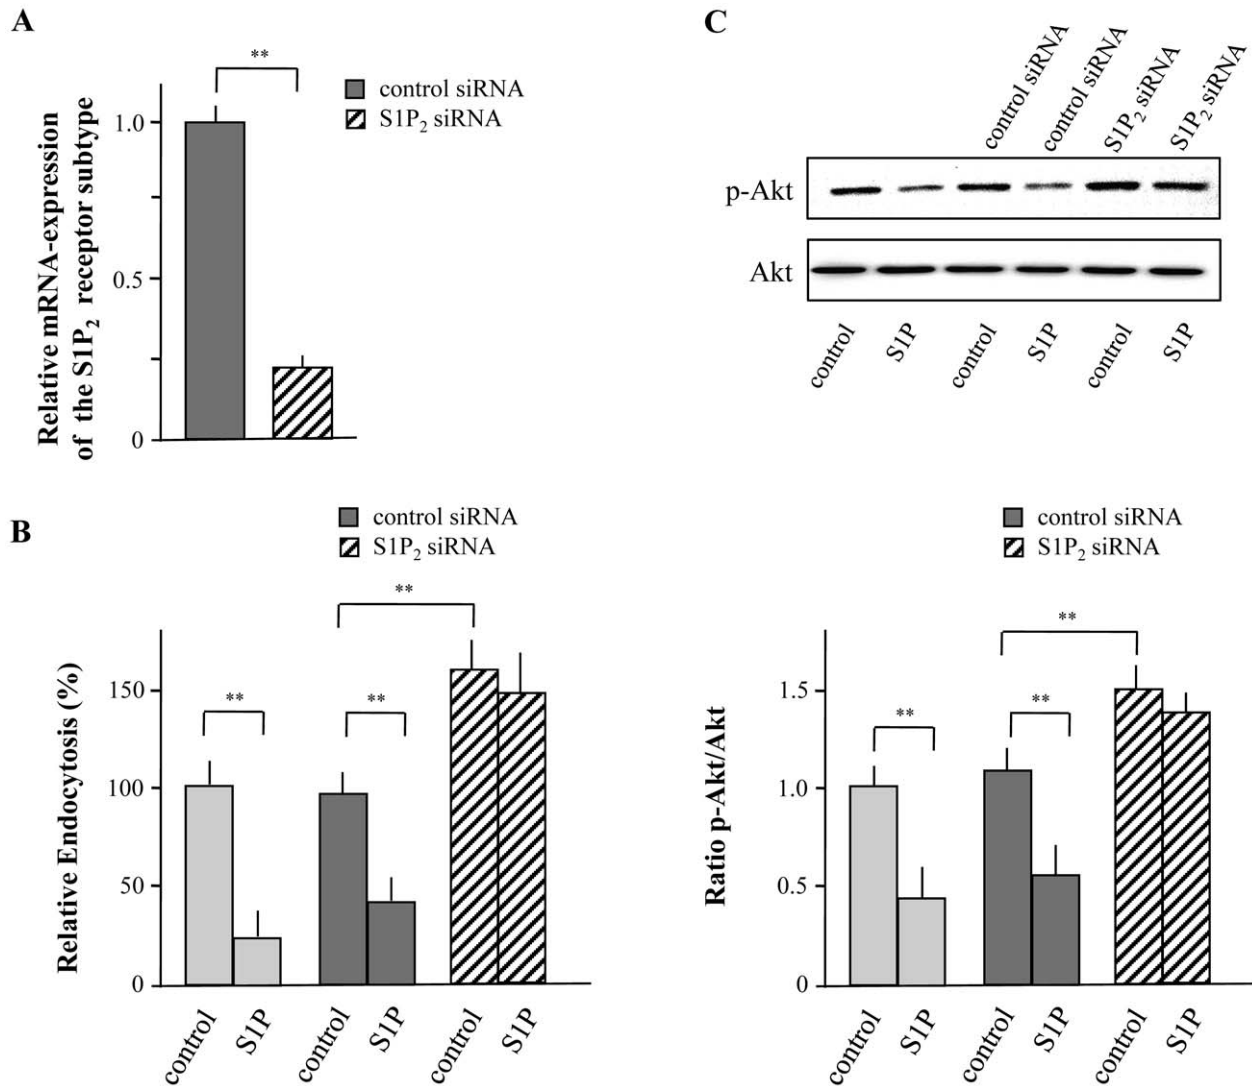 A
**
control siRNA
S1P₂ siRNA
Relative mRNA-expression
of the S1P₂ receptor subtype
1.0
0.5
0
C
control siRNA
control siRNA
S1P₂ siRNA
S1P₂ siRNA
p-Akt
Akt
control
S1P
control
S1P
control
S1P
B
control siRNA
S1P₂ siRNA
Relative Endocytosis (%)
150
100
50
0
**
**
**
control
S1P
control
S1P
control
S1P
control siRNA
S1P₂ siRNA
Ratio p-Akt/Akt
1.5
1.0
0.5
0
**
**
**
control
S1P
control
S1P
control
S1P